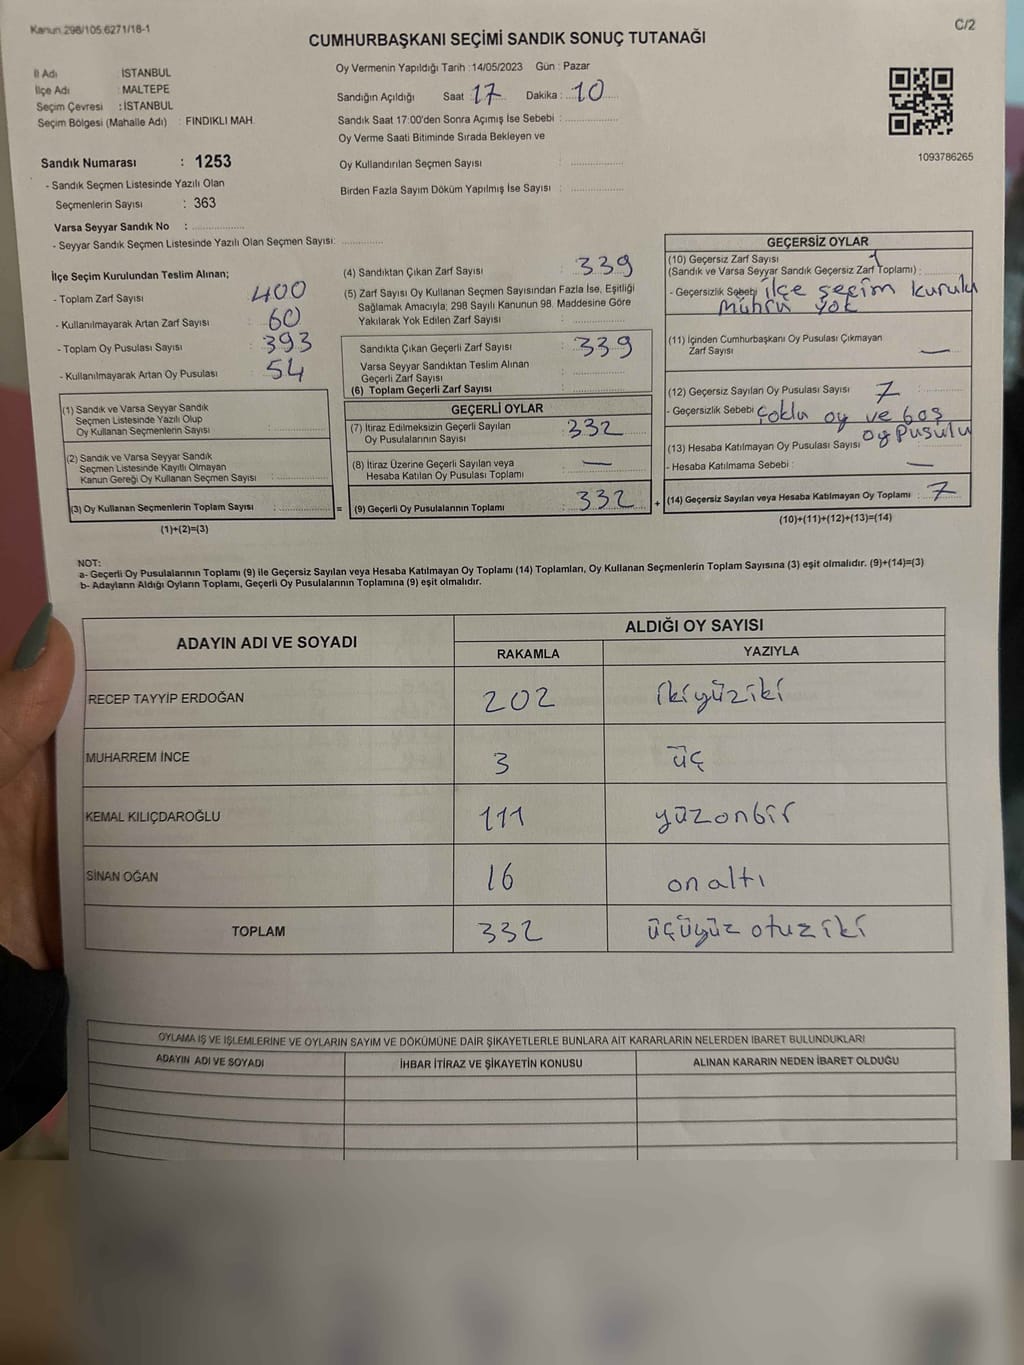 Kanun.298/105.6271/18-1
C/2
CUMHURBAŞKANI SEÇİMİ SANDIK SONUÇ TUTANAĞI
İl Adı : İSTANBUL
İlçe Adı : MALTEPE
Seçim Çevresi : İSTANBUL
Seçim Bölgesi (Mahalle Adı) : FINDIKLI MAH.
Sandık Numarası : 1253
- Sandık Seçmen Listesinde Yazılı Olan
Seçmenlerin Sayısı : 363
Varsa Seyyar Sandık No :
- Seyyar Sandık Seçmen Listesinde Yazılı Olan Seçmen Sayısı:
Oy Vermenin Yapıldığı Tarih :14/05/2023 Gün : Pazar
Sandığın Açıldığı Saat : 17 Dakika : 10
Sandık Saat 17:00'den Sonra Açımış İse Sebebi :
Oy Verme Saati Bitiminde Sırada Bekleyen ve
Oy Kullandırılan Seçmen Sayısı :
Birden Fazla Sayım Döküm Yapılmış İse Sayısı :
1093786265
İlçe Seçim Kurulundan Teslim Alınan;
- Toplam Zarf Sayısı : 400
- Kullanılmayarak Artan Zarf Sayısı : 60
- Toplam Oy Pusulası Sayısı : 393
- Kullanılmayarak Artan Oy Pusulası : 54
(1) Sandık ve Varsa Seyyar Sandık
Seçmen Listesinde Yazılı Olup
Oy Kullanan Seçmenlerin Sayısı :
(2) Sandık ve Varsa Seyyar Sandık
Seçmen Listesinde Kayıtlı Olmayan
Kanun Gereği Oy Kullanan Seçmen Sayısı :
(3) Oy Kullanan Seçmenlerin Toplam Sayısı :
(1)+(2)=(3)
=
(4) Sandıktan Çıkan Zarf Sayısı : 339
(5) Zarf Sayısı Oy Kullanan Seçmen Sayısından Fazla İse, Eşitliği
Sağlamak Amacıyla; 298 Sayılı Kanunun 98. Maddesine Göre
Yakılarak Yok Edilen Zarf Sayısı :
Sandıkta Çıkan Geçerli Zarf Sayısı : 339
Varsa Seyyar Sandıktan Teslim Alınan
Geçerli Zarf Sayısı :
(6) Toplam Geçerli Zarf Sayısı :
GEÇERLİ OYLAR
(7) İtiraz Edilmeksizin Geçerli Sayılan
Oy Pusulalarının Sayısı : 332
(8) İtiraz Üzerine Geçerli Sayılan veya
Hesaba Katılan Oy Pusulası Toplamı : —
(9) Geçerli Oy Pusulalarının Toplamı : 332
+
GEÇERSİZ OYLAR
(10) Geçersiz Zarf Sayısı
(Sandık ve Varsa Seyyar Sandık Geçersiz Zarf Toplamı) : 1
- Geçersizlik Sebebi : ilçe seçim kurulu
mührü yok
(11) İçinden Cumhurbaşkanı Oy Pusulası Çıkmayan
Zarf Sayısı : —
(12) Geçersiz Sayılan Oy Pusulası Sayısı : 7
- Geçersizlik Sebebi : çoklu oy ve boş
oy Pusulu
(13) Hesaba Katılmayan Oy Pusulası Sayısı :
- Hesaba Katılmama Sebebi : —
(14) Geçersiz Sayılan veya Hesaba Katılmayan Oy Toplamı : 7
(10)+(11)+(12)+(13)=(14)
NOT:
a- Geçerli Oy Pusulalarının Toplamı (9) ile Geçersiz Sayılan veya Hesaba Katılmayan Oy Toplamı (14) Toplamları, Oy Kullanan Seçmenlerin Toplam Sayısına (3) eşit olmalıdır. (9)+(14)=(3)
b- Adayların Aldığı Oyların Toplamı, Geçerli Oy Pusulalarının Toplamına (9) eşit olmalıdır.
ADAYIN ADI VE SOYADI ALDIĞI OY SAYISI
RAKAMLA YAZIYLA
RECEP TAYYİP ERDOĞAN 202 ikiyüziki
MUHARREM İNCE 3 üç
KEMAL KILIÇDAROĞLU 111 yüzonbir
SİNAN OĞAN 16 onaltı
TOPLAM 332 üçüyüz otuziki
OYLAMA İŞ VE İŞLEMLERİNE VE OYLARIN SAYIM VE DÖKÜMÜNE DAİR ŞİKAYETLERLE BUNLARA AİT KARARLARIN NELERDEN İBARET BULUNDUKLARI
ADAYIN ADI VE SOYADI İHBAR İTİRAZ VE ŞİKAYETİN KONUSU ALINAN KARARIN NEDEN İBARET OLDUĞU